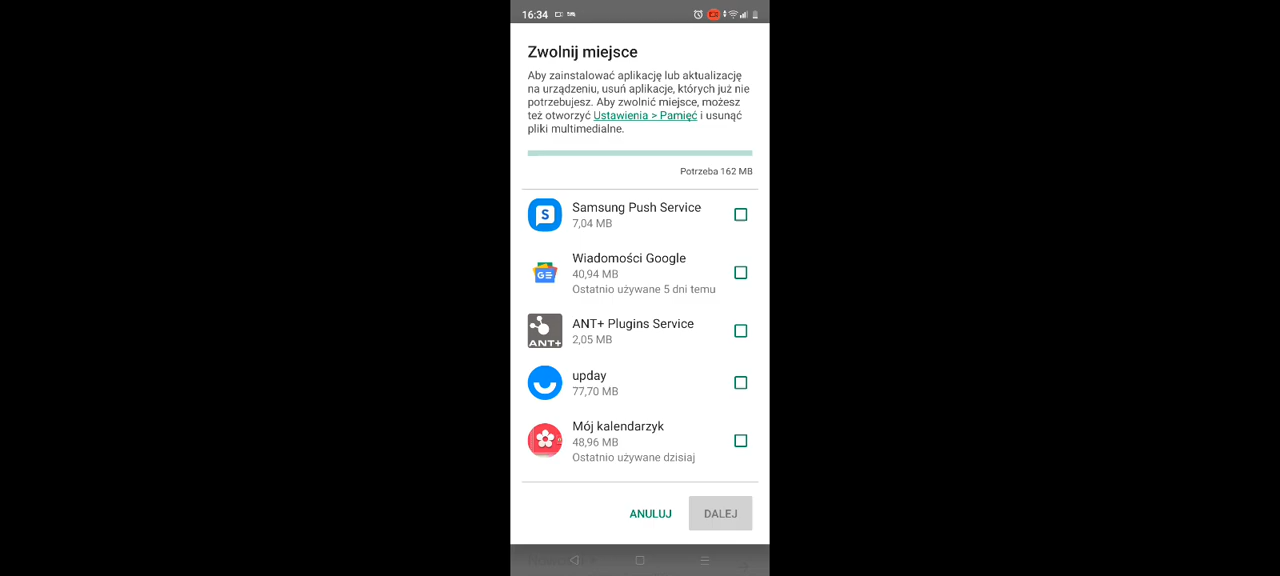 16:34
Zwolnij miejsce
Aby zainstalować aplikację lub aktualizację
na urządzeniu, usuń aplikacje, których już nie
potrzebujesz. Aby zwolnić miejsce, możesz
też otworzyć Ustawienia > Pamięć i usunąć
pliki multimedialne.
Potrzeba 162 MB
S
Samsung Push Service
7,04 MB
Wiadomości Google
40,94 MB
GE
Ostatnio używane 5 dni temu
ANT+ Plugins Service
2,05 MB
ANT+
upday
77,70 MB
Mój kalendarzyk
48,96 MB
Ostatnio używane dzisiaj
ANULUJ
DALEJ